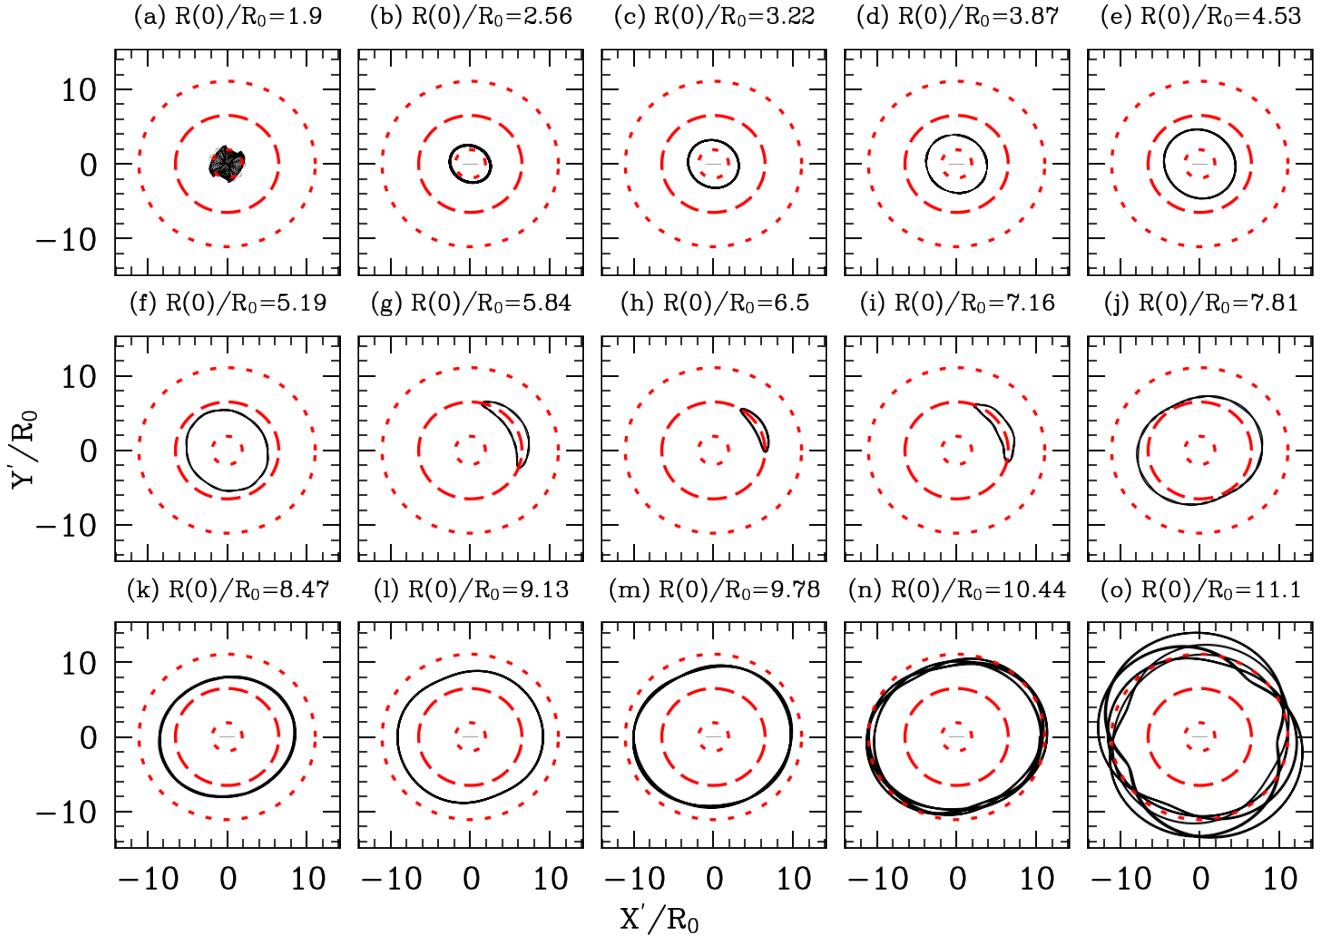 (a) R(0)/R₀=1.9 (b) R(0)/R₀=2.56 (c) R(0)/R₀=3.22 (d) R(0)/R₀=3.87 (e) R(0)/R₀=4.53
10
0
−10
(f) R(0)/R₀=5.19 (g) R(0)/R₀=5.84 (h) R(0)/R₀=6.5 (i) R(0)/R₀=7.16 (j) R(0)/R₀=7.81
Y′/R₀
10
0
−10
(k) R(0)/R₀=8.47 (l) R(0)/R₀=9.13 (m) R(0)/R₀=9.78 (n) R(0)/R₀=10.44 (o) R(0)/R₀=11.1
10
0
−10
−10 0 10 −10 0 10 −10 0 10 −10 0 10 −10 0 10
X′/R₀